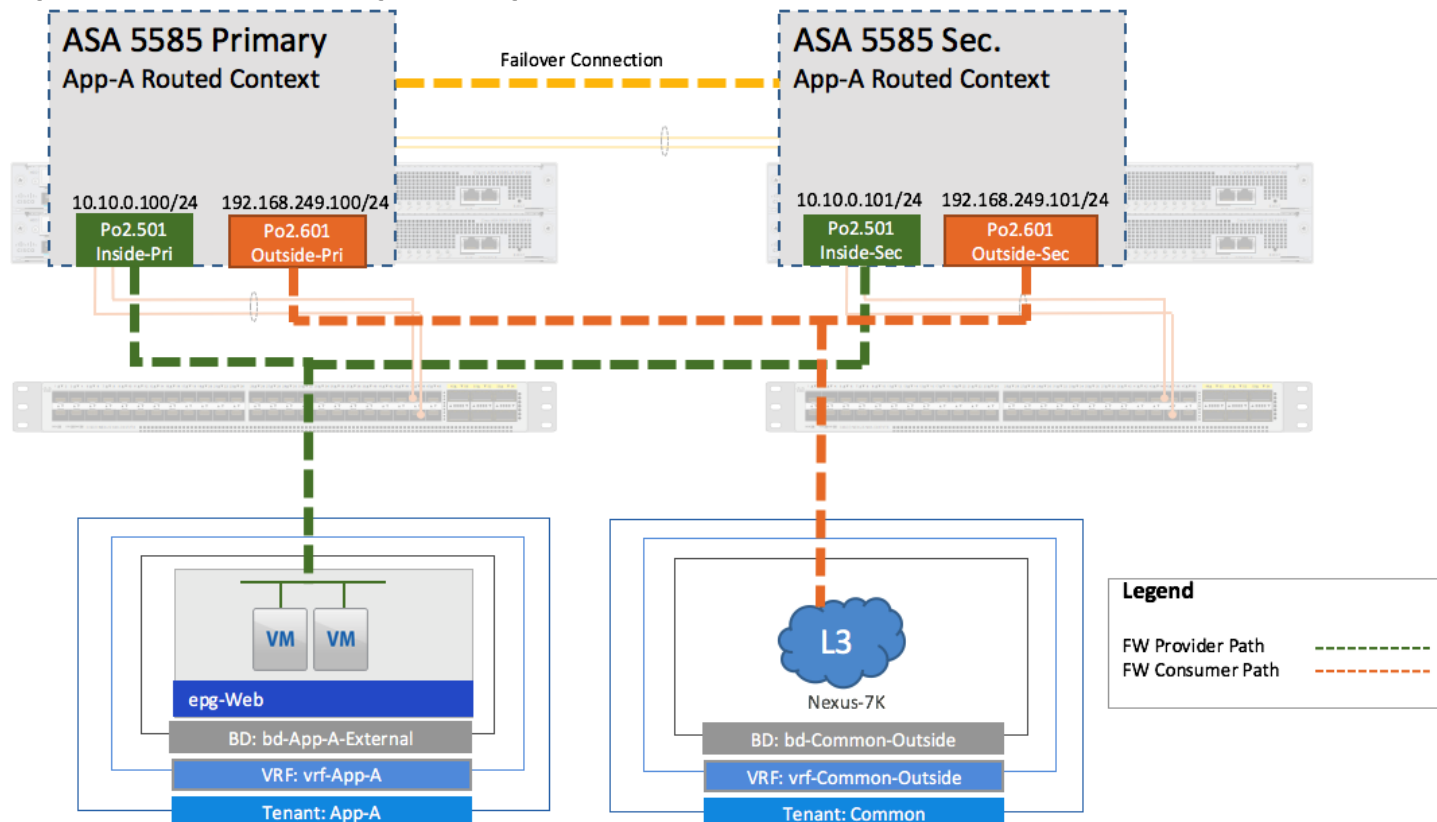 ASA 5585 Primary
App-A Routed Context
Failover Connection
ASA 5585 Sec.
App-A Routed Context
10.10.0.100/24
192.168.249.100/24
Po2.501
Inside-Pri
Po2.601
Outside-Pri
10.10.0.101/24
192.168.249.101/24
Po2.501
Inside-Sec
Po2.601
Outside-Sec
VM
VM
epg-Web
BD: bd-App-A-External
VRF: vrf-App-A
Tenant: App-A
L3
Nexus-7K
BD: bd-Common-Outside
VRF: vrf-Common-Outside
Tenant: Common
Legend
FW Provider Path
FW Consumer Path